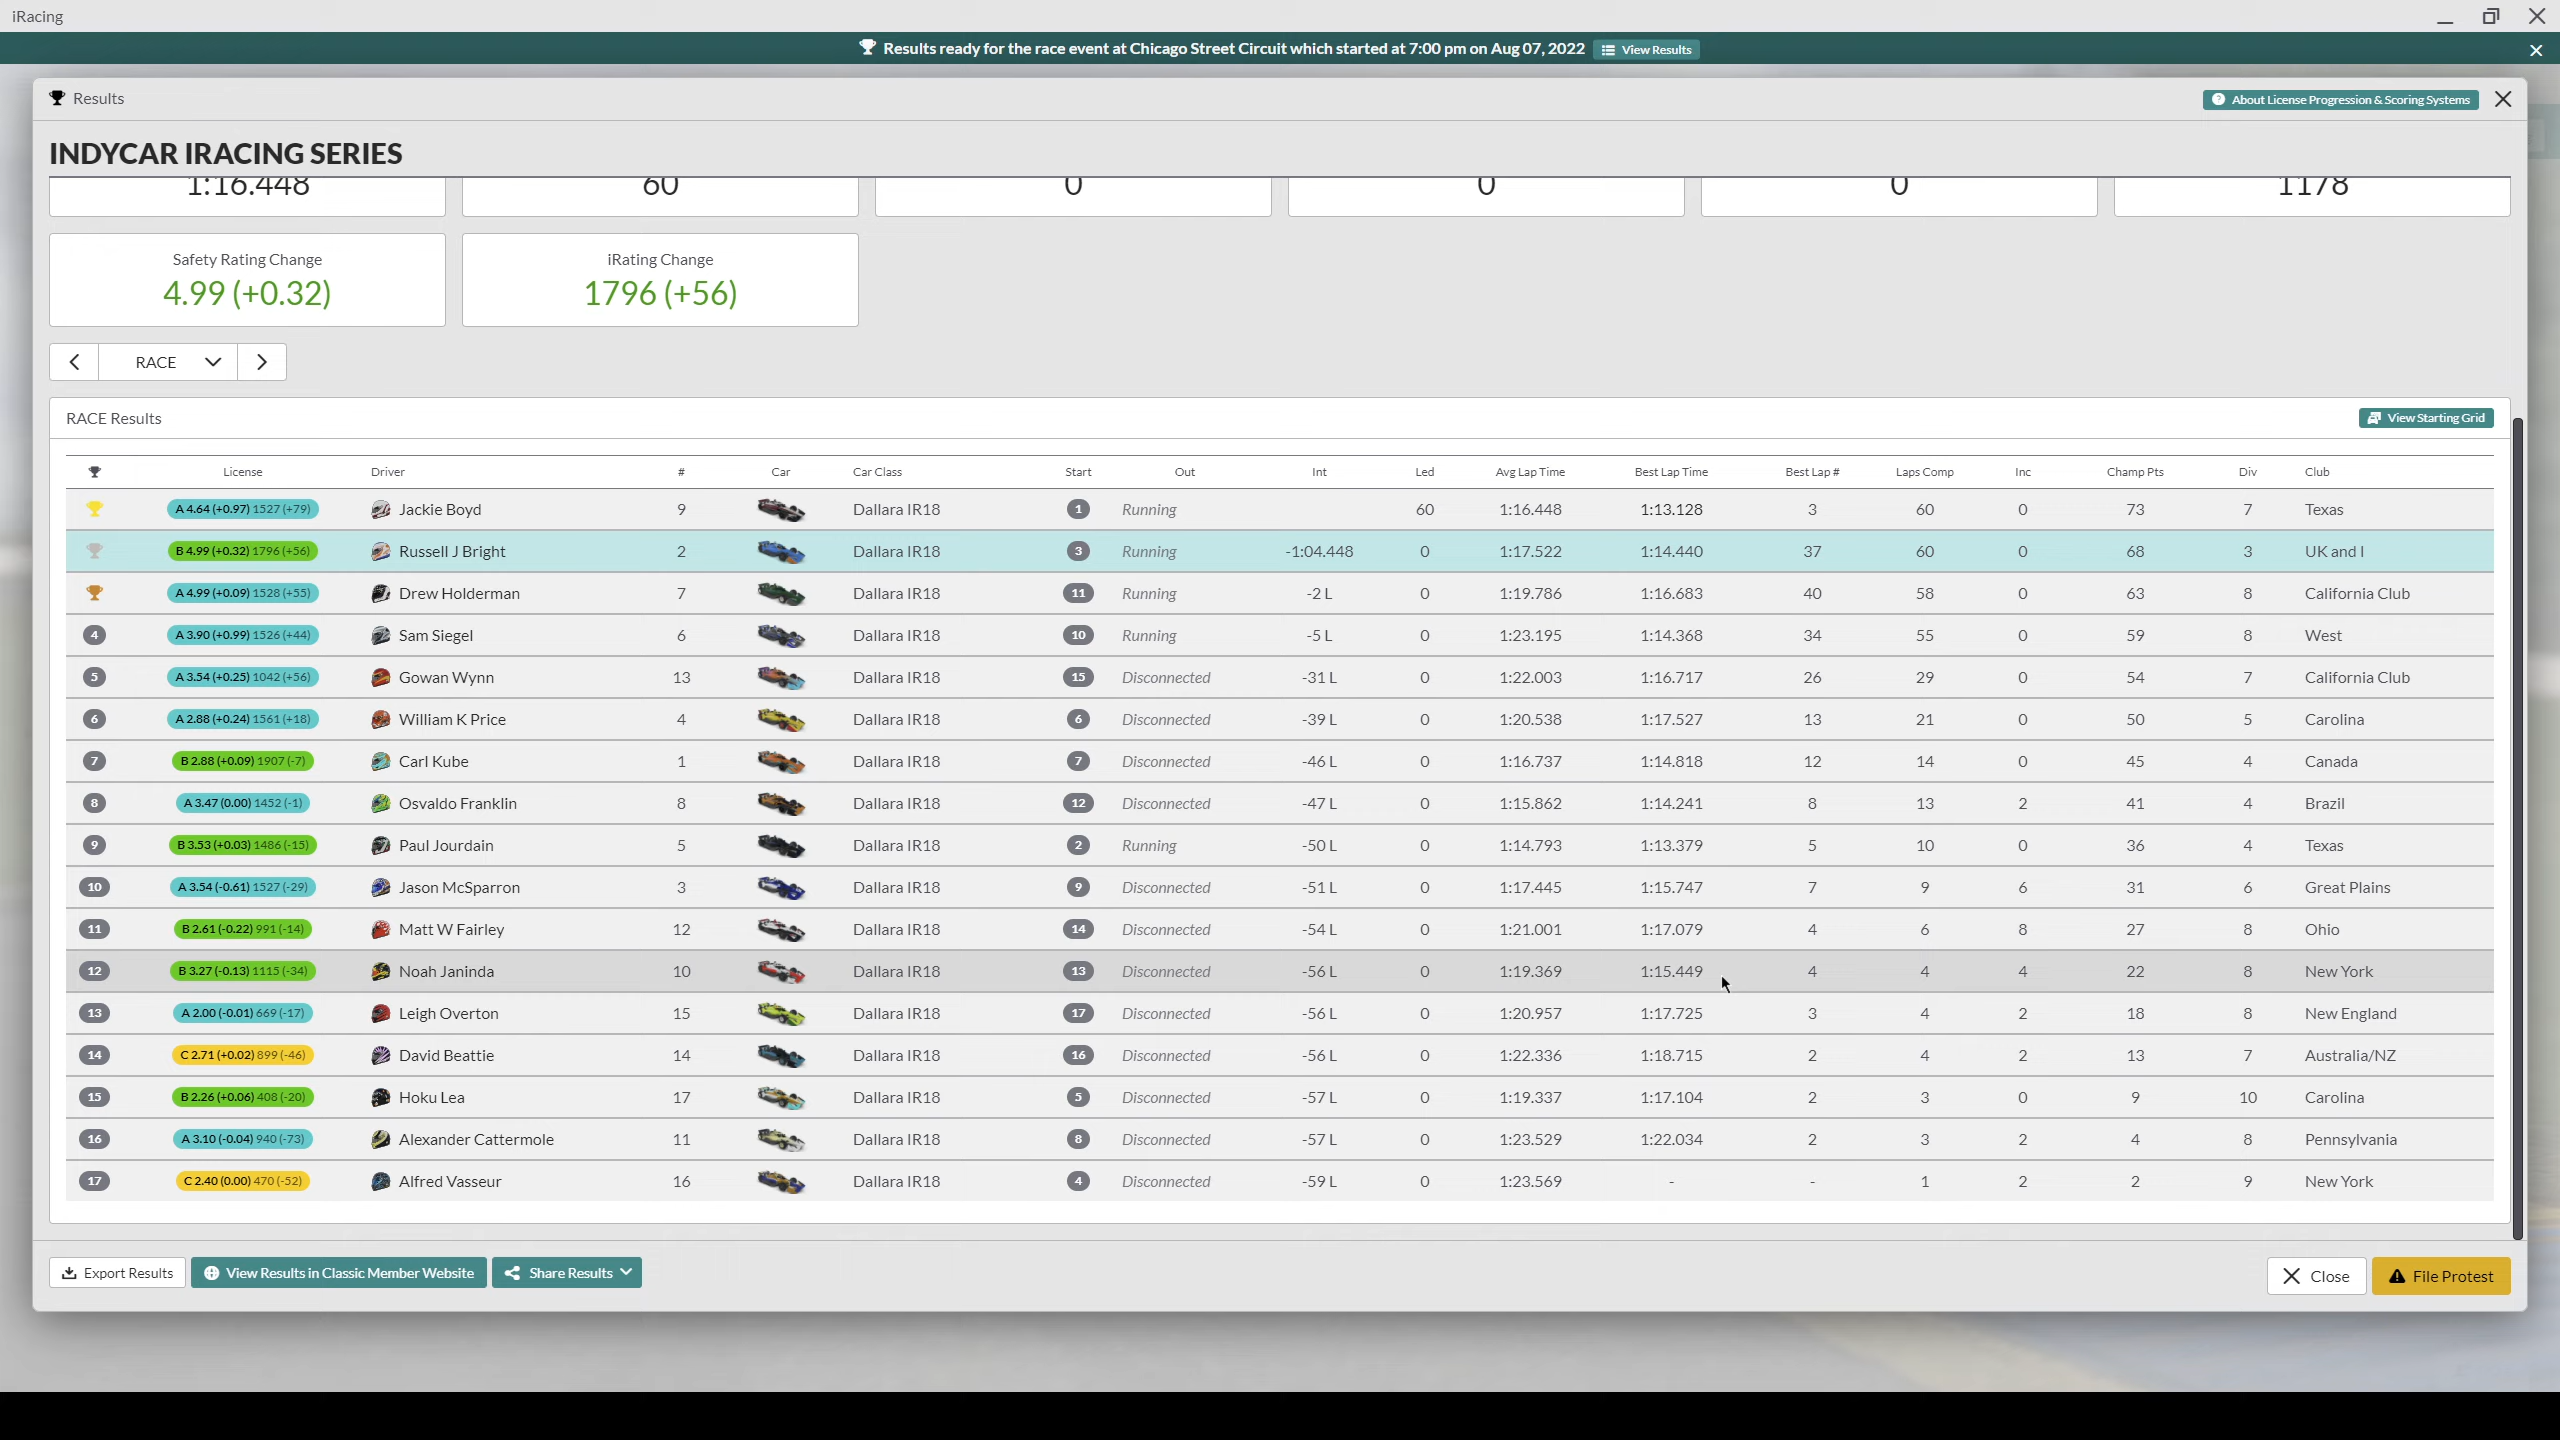 iRacing
Results ready for the race event at Chicago Street Circuit which started at 7:00 pm on Aug 07, 2022 View Results
Results About License Progression & Scoring Systems
INDYCAR IRACING SERIES
1:16.448 60 0 0 0 1178
Safety Rating Change iRating Change
4.99 (+0.32) 1796 (+56)
RACE
RACE Results View Starting Grid
License Driver # Car Car Class Start Out Int Led Avg Lap Time Best Lap Time Best Lap # Laps Comp Inc Champ Pts Div Club
A 4.64 (+0.97) 1527 (+79) Jackie Boyd 9 Dallara IR18 1 Running 60 1:16.448 1:13.128 3 60 0 73 7 Texas
B 4.99 (+0.32) 1796 (+56) Russell J Bright 2 Dallara IR18 3 Running -1:04.448 0 1:17.522 1:14.440 37 60 0 68 3 UK and I
A 4.99 (+0.09) 1528 (+55) Drew Holderman 7 Dallara IR18 11 Running -2 L 0 1:19.786 1:16.683 40 58 0 63 8 California Club
4 A 3.90 (+0.99) 1526 (+44) Sam Siegel 6 Dallara IR18 10 Running -5 L 0 1:23.195 1:14.368 34 55 0 59 8 West
5 A 3.54 (+0.25) 1042 (+56) Gowan Wynn 13 Dallara IR18 15 Disconnected -31 L 0 1:22.003 1:16.717 26 29 0 54 7 California Club
6 A 2.88 (+0.24) 1561 (+18) William K Price 4 Dallara IR18 6 Disconnected -39 L 0 1:20.538 1:17.527 13 21 0 50 5 Carolina
7 B 2.88 (+0.09) 1907 (-7) Carl Kube 1 Dallara IR18 7 Disconnected -46 L 0 1:16.737 1:14.818 12 14 0 45 4 Canada
8 A 3.47 (0.00) 1452 (-1) Osvaldo Franklin 8 Dallara IR18 12 Disconnected -47 L 0 1:15.862 1:14.241 8 13 2 41 4 Brazil
9 B 3.53 (+0.03) 1486 (-15) Paul Jourdain 5 Dallara IR18 2 Running -50 L 0 1:14.793 1:13.379 5 10 0 36 4 Texas
10 A 3.54 (-0.61) 1527 (-29) Jason McSparron 3 Dallara IR18 9 Disconnected -51 L 0 1:17.445 1:15.747 7 9 6 31 6 Great Plains
11 B 2.61 (-0.22) 991 (-14) Matt W Fairley 12 Dallara IR18 14 Disconnected -54 L 0 1:21.001 1:17.079 4 6 8 27 8 Ohio
12 B 3.27 (-0.13) 1115 (-34) Noah Janinda 10 Dallara IR18 13 Disconnected -56 L 0 1:19.369 1:15.449 4 4 4 22 8 New York
13 A 2.00 (-0.01) 669 (-17) Leigh Overton 15 Dallara IR18 17 Disconnected -56 L 0 1:20.957 1:17.725 3 4 2 18 8 New England
14 C 2.71 (+0.02) 899 (-46) David Beattie 14 Dallara IR18 16 Disconnected -56 L 0 1:22.336 1:18.715 2 4 2 13 7 Australia/NZ
15 B 2.26 (+0.06) 408 (-20) Hoku Lea 17 Dallara IR18 5 Disconnected -57 L 0 1:19.337 1:17.104 2 3 0 9 10 Carolina
16 A 3.10 (-0.04) 940 (-73) Alexander Cattermole 11 Dallara IR18 8 Disconnected -57 L 0 1:23.529 1:22.034 2 3 2 4 8 Pennsylvania
17 C 2.40 (0.00) 470 (-52) Alfred Vasseur 16 Dallara IR18 4 Disconnected -59 L 0 1:23.569 - - 1 2 2 9 New York
Export Results View Results in Classic Member Website Share Results Close File Protest